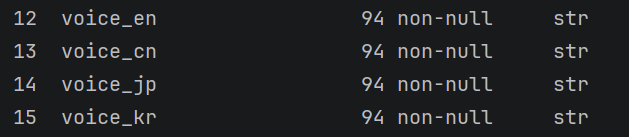 12  voice_en                94 non-null     str
13  voice_cn                94 non-null     str
14  voice_jp                94 non-null     str
15  voice_kr                94 non-null     str